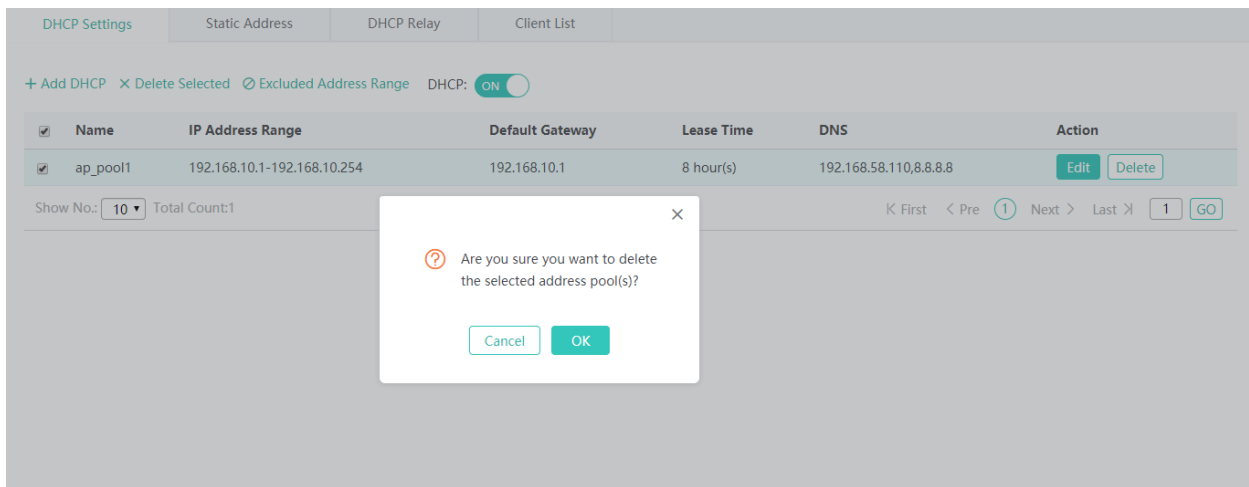 DHCP Settings Static Address DHCP Relay Client List
+ Add DHCP × Delete Selected Excluded Address Range DHCP: ON
Name IP Address Range Default Gateway Lease Time DNS Action
ap_pool1 192.168.10.1-192.168.10.254 192.168.10.1 8 hour(s) 192.168.58.110,8.8.8.8 Edit Delete
Show No.: 10 Total Count:1 First Pre 1 Next Last 1 GO
Are you sure you want to delete
the selected address pool(s)?
Cancel OK